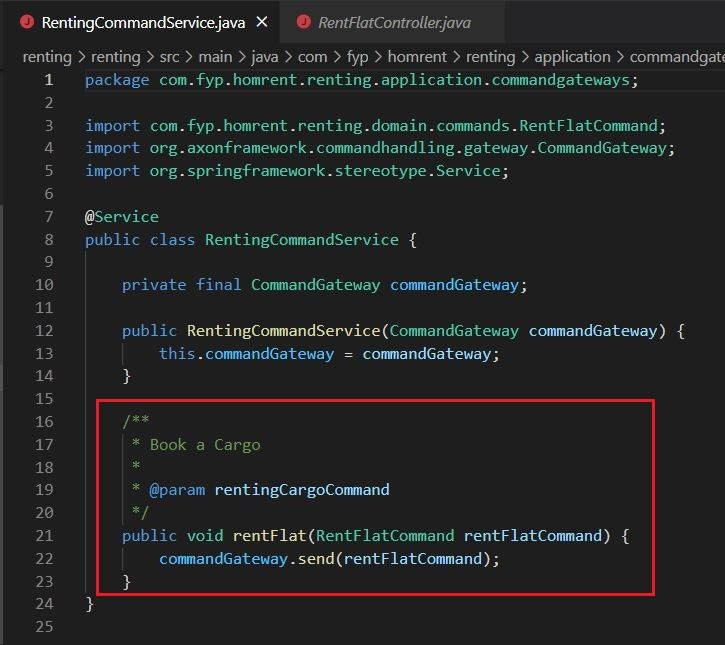 RentingCommandService.java ×
RentFlatController.java
renting > renting > src > main > java > com > fyp > homrent > renting > application > commandgate
1 package com.fyp.homrent.renting.application.commandgateways;
2
3 import com.fyp.homrent.renting.domain.commands.RentFlatCommand;
4 import org.axonframework.commandhandling.gateway.CommandGateway;
5 import org.springframework.stereotype.Service;
6
7 @Service
8 public class RentingCommandService {
9
10 private final CommandGateway commandGateway;
11
12 public RentingCommandService(CommandGateway commandGateway) {
13 this.commandGateway = commandGateway;
14 }
15
16 /**
17 * Book a Cargo
18 *
19 * @param rentingCargoCommand
20 */
21 public void rentFlat(RentFlatCommand rentFlatCommand) {
22 commandGateway.send(rentFlatCommand);
23 }
24 }
25